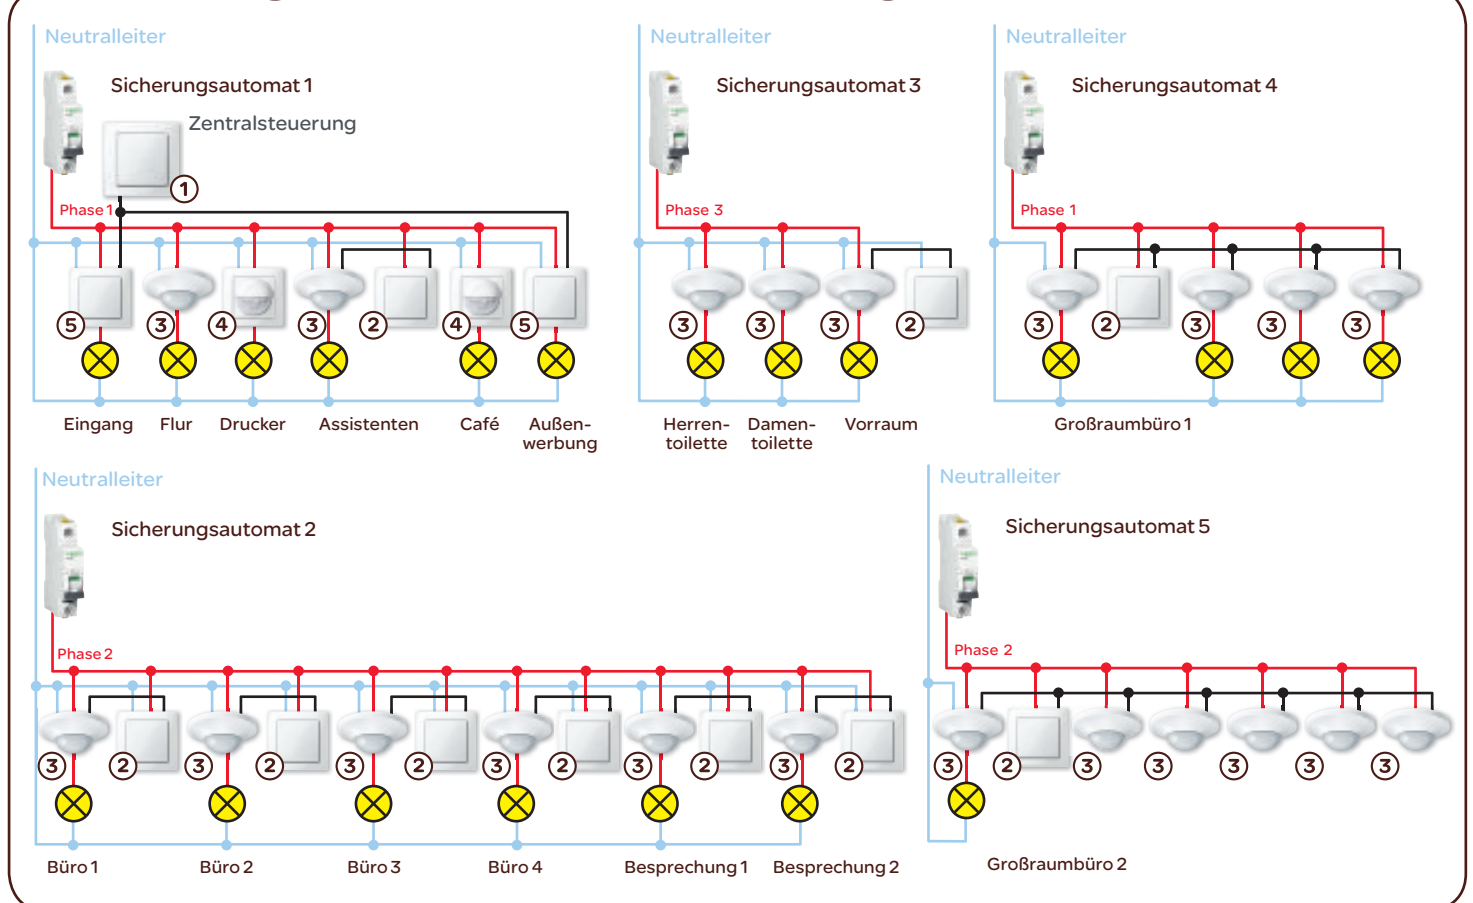 Neutralleiter
Sicherungsautomat 1
Zentralsteuerung
1
Phase 1
5
3
4
3
2
4
5
Eingang
Flur
Drucker
Assistenten
Café
Außen-
werbung
Neutralleiter
Sicherungsautomat 3
Phase 3
3
3
3
2
Herren-
toilette
Damen-
toilette
Vorraum
Neutralleiter
Sicherungsautomat 4
Phase 1
3
2
3
3
3
Großraumbüro 1
Neutralleiter
Sicherungsautomat 2
Phase 2
3
2
3
2
3
2
3
2
3
2
3
2
Büro 1
Büro 2
Büro 3
Büro 4
Besprechung 1
Besprechung 2
Neutralleiter
Sicherungsautomat 5
Phase 2
3
2
3
3
3
3
3
Großraumbüro 2